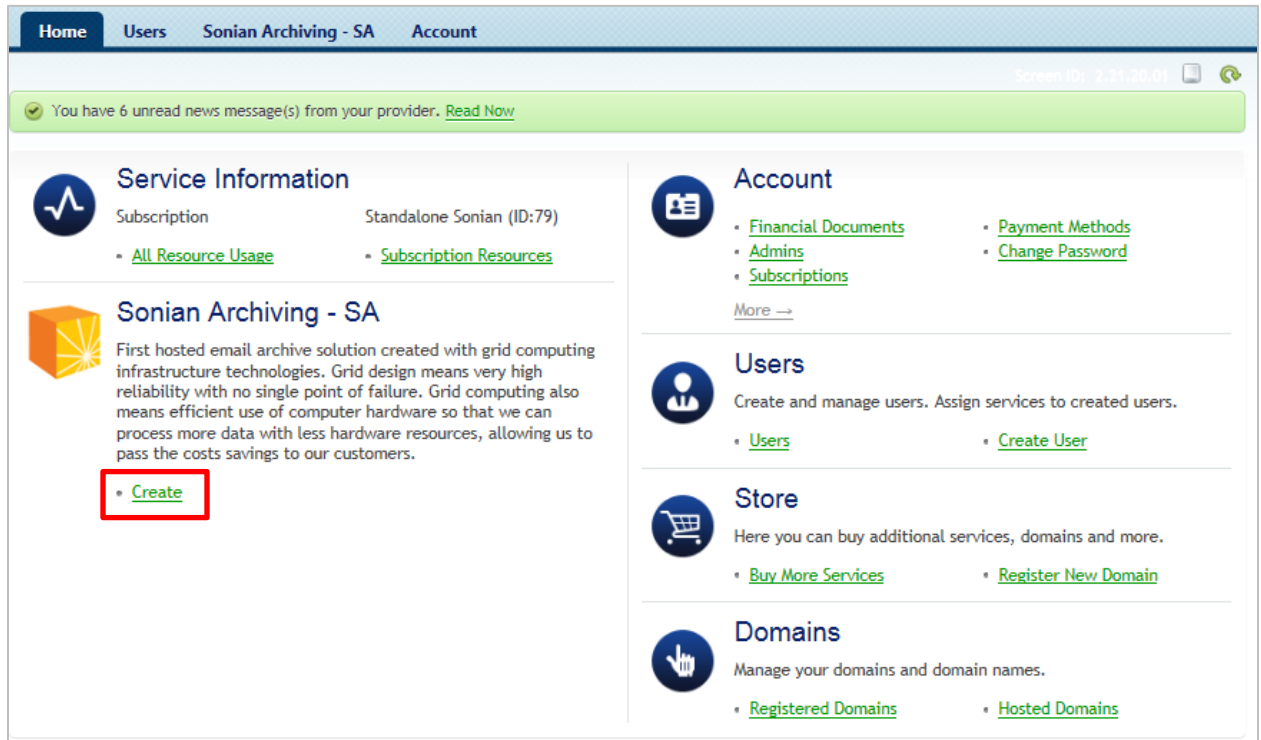 Home Users Sonian Archiving - SA Account
Screen ID: 2.21.20.01
You have 6 unread news message(s) from your provider. Read Now
Service Information
Subscription Standalone Sonian (ID:79)
All Resource Usage Subscription Resources
Sonian Archiving - SA
First hosted email archive solution created with grid computing
infrastructure technologies. Grid design means very high
reliability with no single point of failure. Grid computing also
means efficient use of computer hardware so that we can
process more data with less hardware resources, allowing us to
pass the costs savings to our customers.
Create
Account
Financial Documents Payment Methods
Admins Change Password
Subscriptions
More →
Users
Create and manage users. Assign services to created users.
Users Create User
Store
Here you can buy additional services, domains and more.
Buy More Services Register New Domain
Domains
Manage your domains and domain names.
Registered Domains Hosted Domains